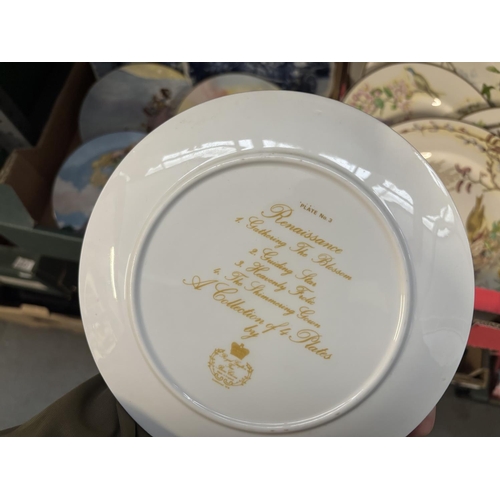 PLATE No. 2
Renaissance
1. Gathering The Blossom
2. Guiding Star
3. Heavenly Trute
4. The Shimmering Gown
A Collection of 4 Plates
by